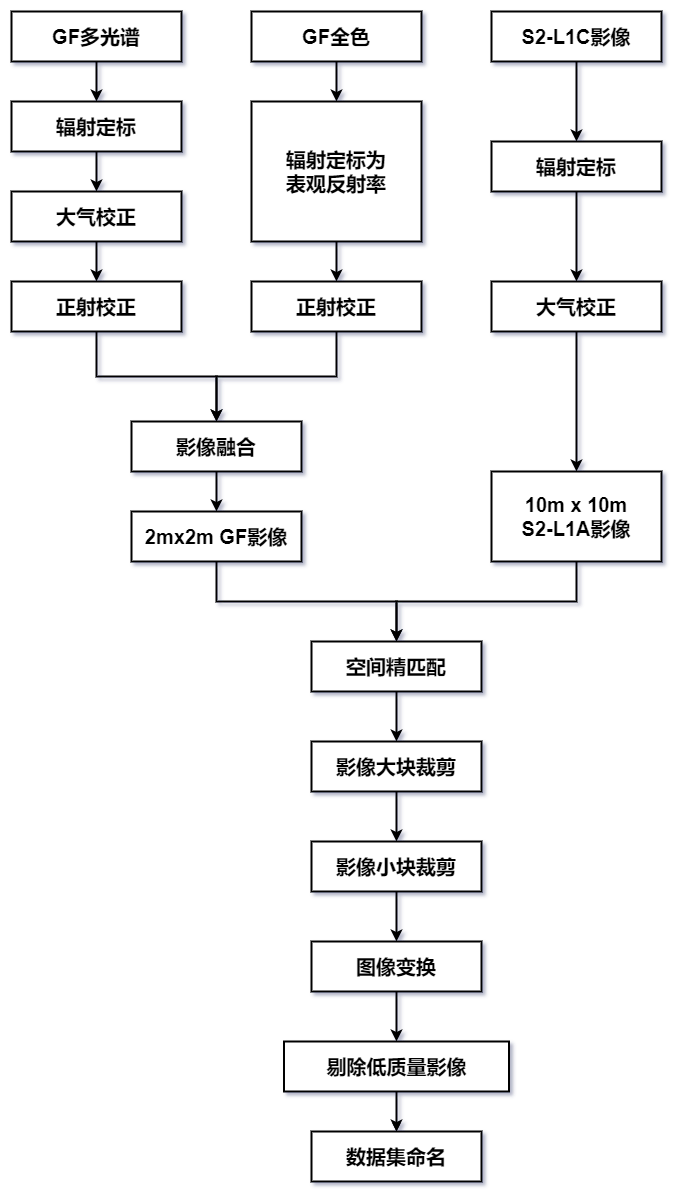 GF多光谱
GF全色
S2-L1C影像
辐射定标
辐射定标为
表观反射率
辐射定标
大气校正
正射校正
正射校正
大气校正
影像融合
2mx2m GF影像
10m x 10m
S2-L1A影像
空间精匹配
影像大块裁剪
影像小块裁剪
图像变换
剔除低质量影像
数据集命名